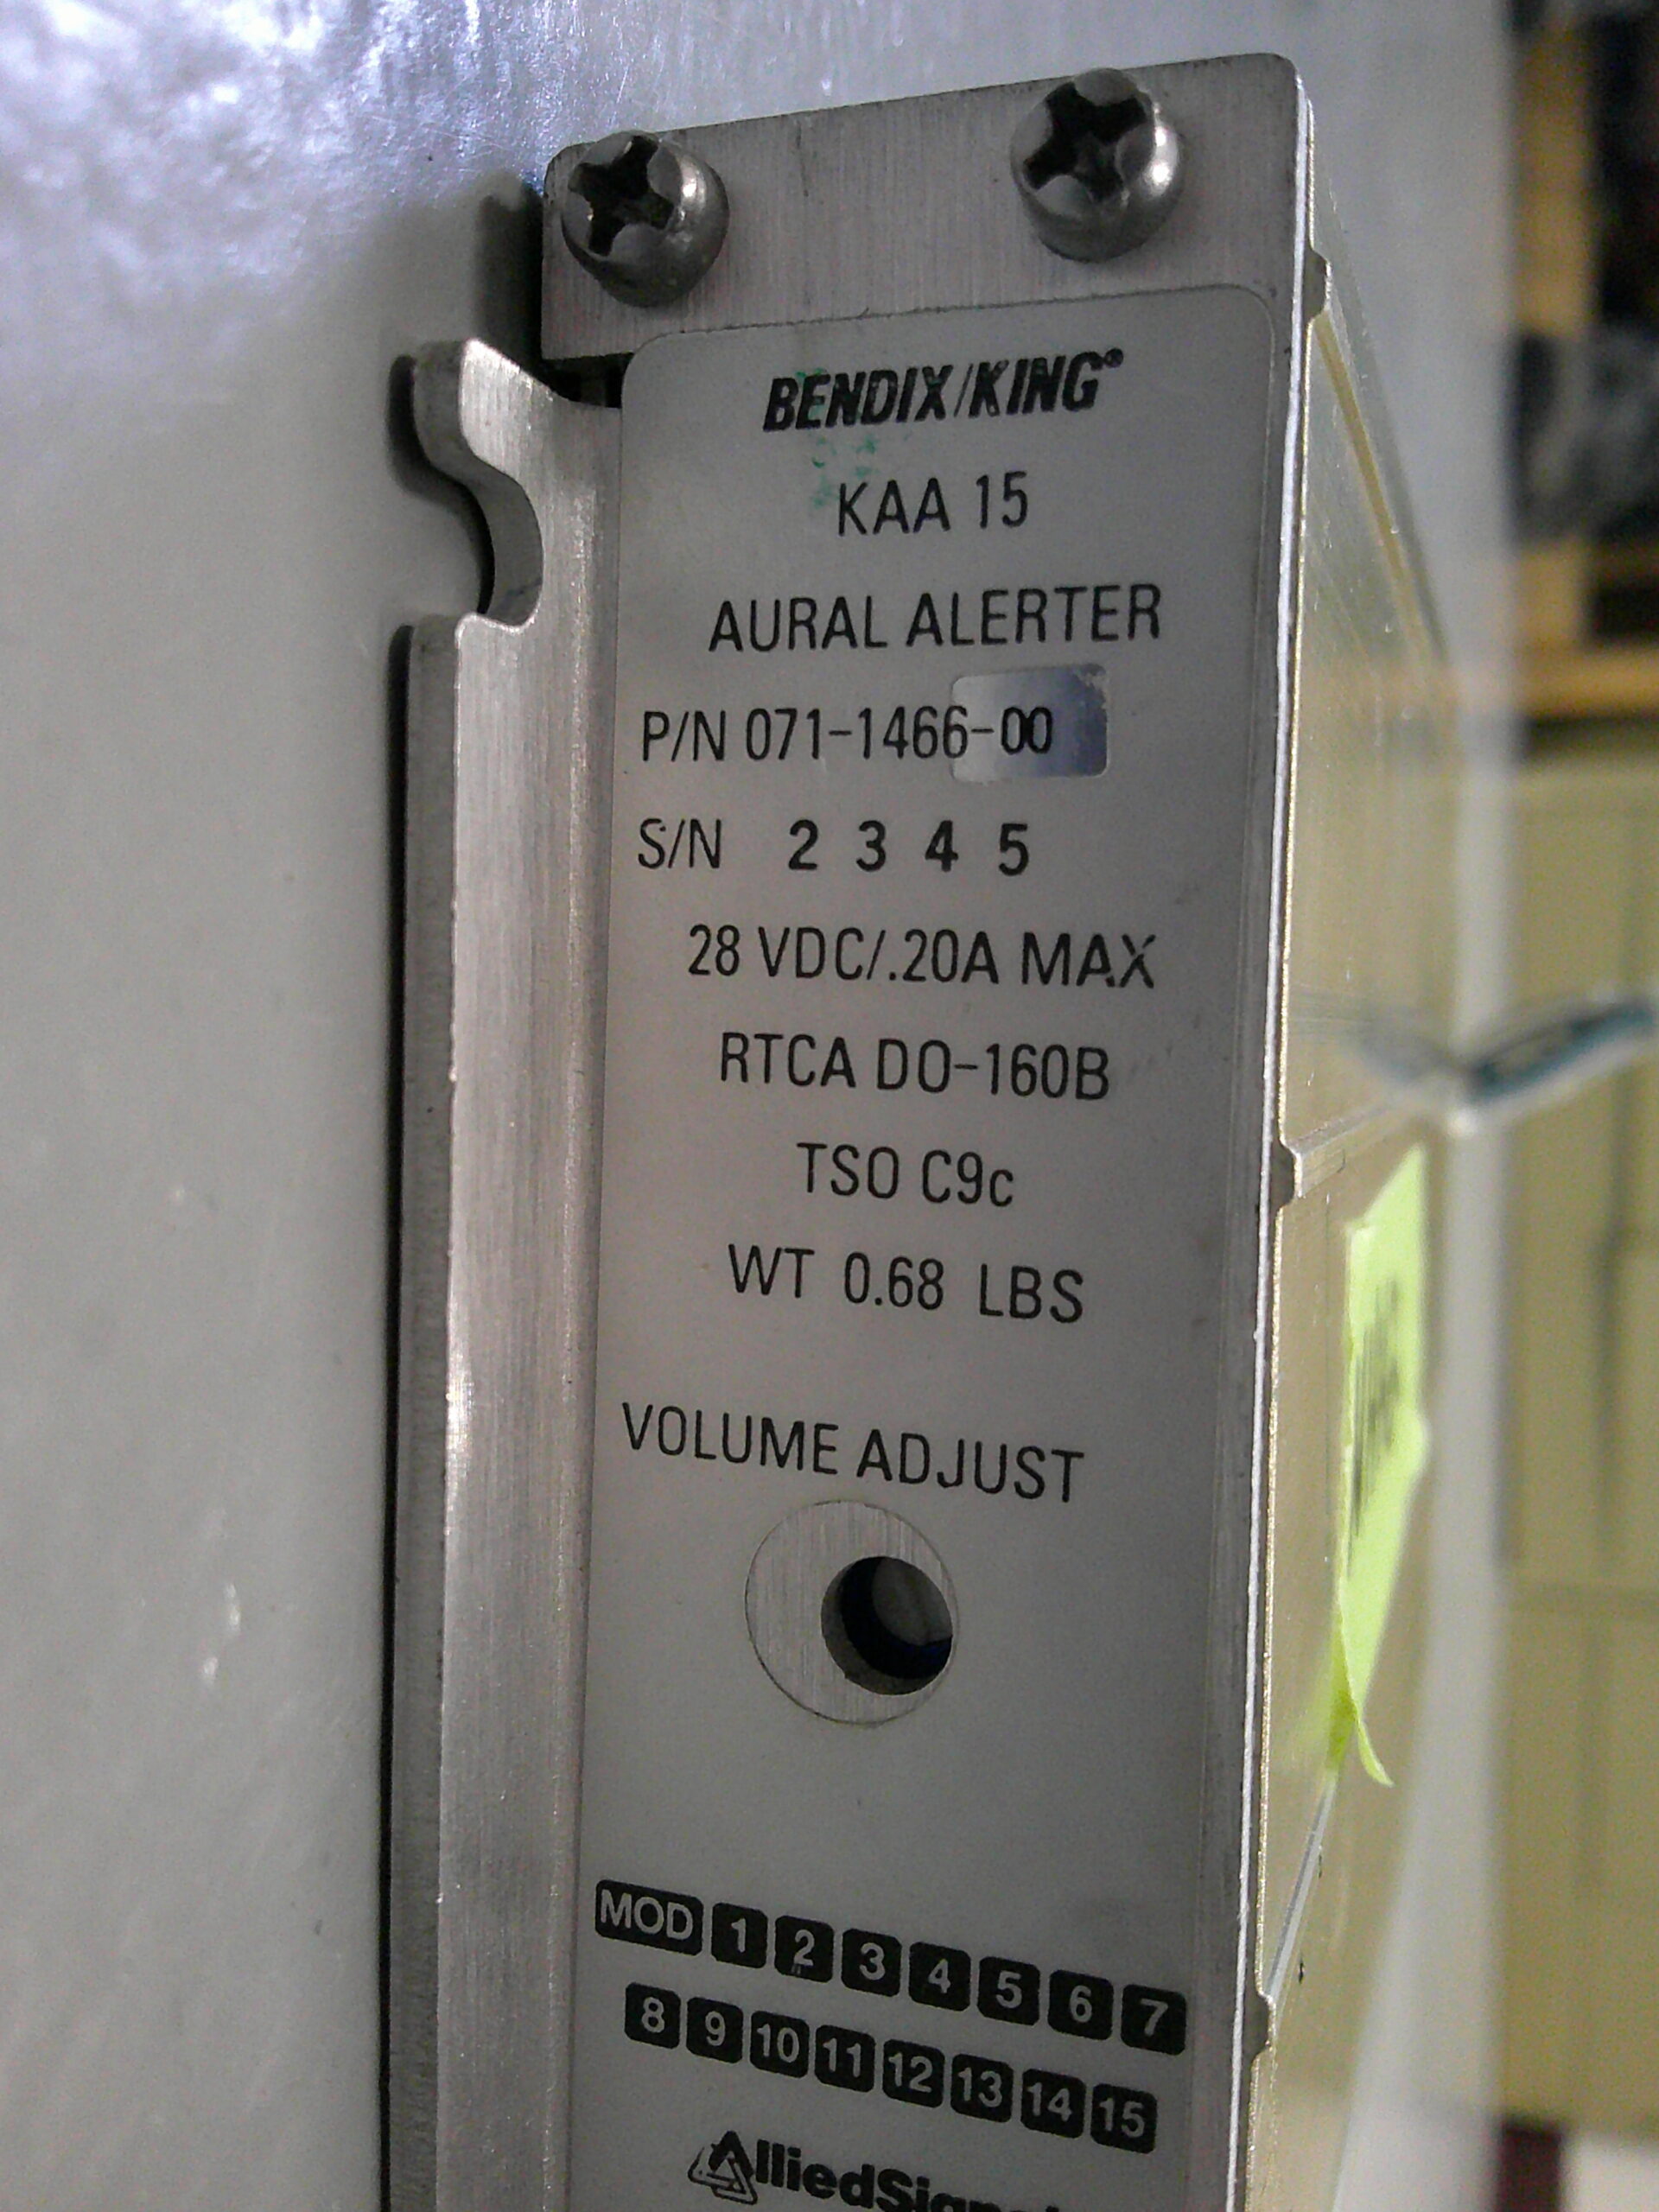 BENDIX/KING®
KAA 15
AURAL ALERTER
P/N 071-1466-00
S/N 2 3 4 5
28 VDC/.20A MAX
RTCA DO-160B
TSO C9c
WT 0.68 LBS
VOLUME ADJUST
MOD 1 2 3 4 5 6 7
8 9 10 11 12 13 14 15
AlliedSignal